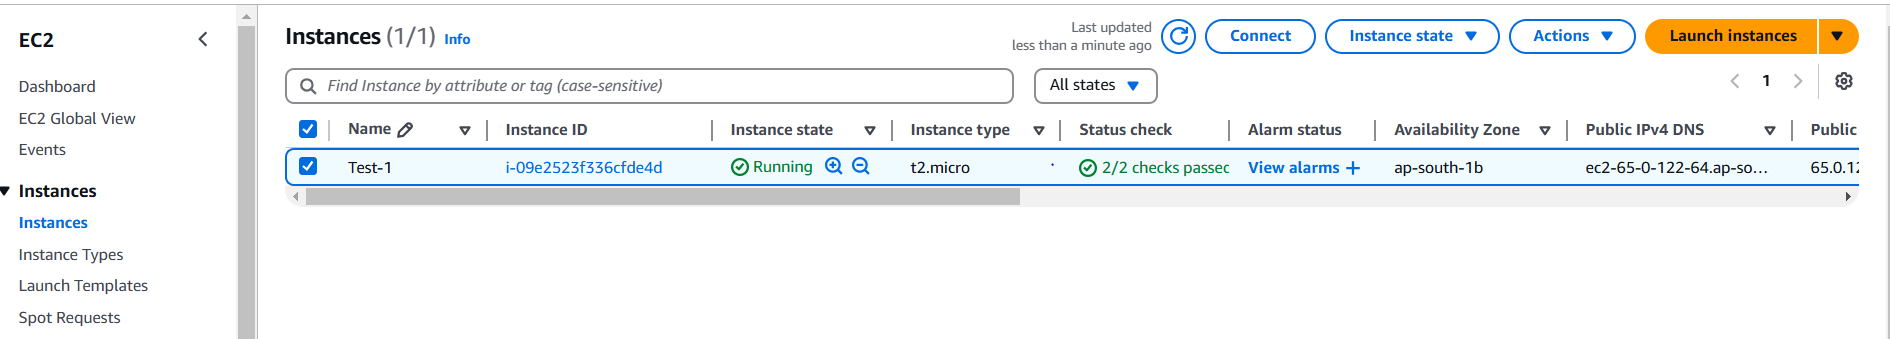 EC2
Dashboard
EC2 Global View
Events
Instances
Instances
Instance Types
Launch Templates
Spot Requests
Instances (1/1) Info
Last updated
less than a minute ago
Connect
Instance state
Actions
Launch instances
Find Instance by attribute or tag (case-sensitive)
All states
1
Name Instance ID Instance state Instance type Status check Alarm status Availability Zone Public IPv4 DNS Public
Test-1 i-09e2523f336cfde4d Running t2.micro 2/2 checks passec View alarms + ap-south-1b ec2-65-0-122-64.ap-so... 65.0.12